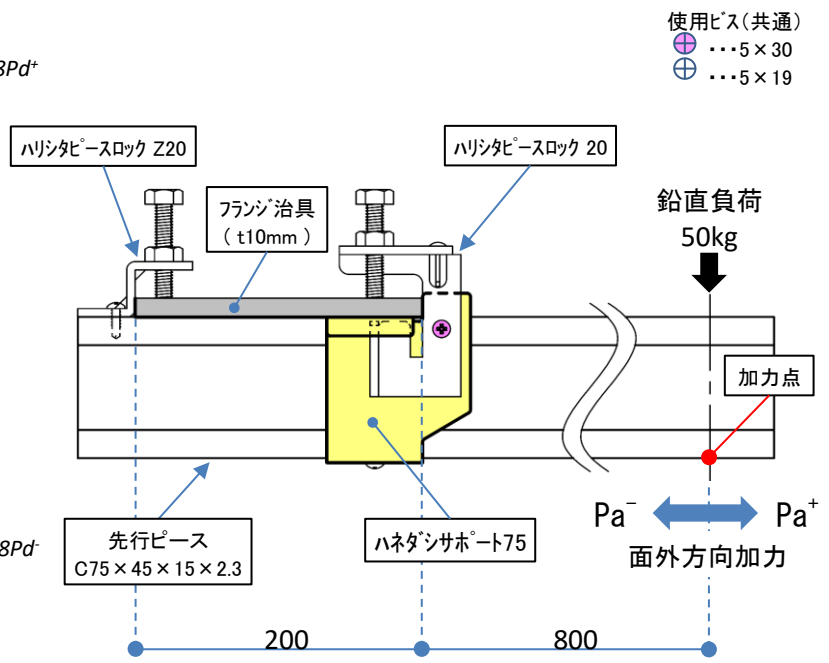 使用ビス(共通)
･･･5×30
･･･5×19
8Pd⁺
ハリシタピースロック Z20
ハリシタピースロック 20
フランジ治具
( t10mm )
鉛直負荷
50kg
加力点
Pa⁻
Pa⁺
面外方向加力
8Pd⁻
先行ピース
C75×45×15×2.3
ハネダシサポート75
200
800